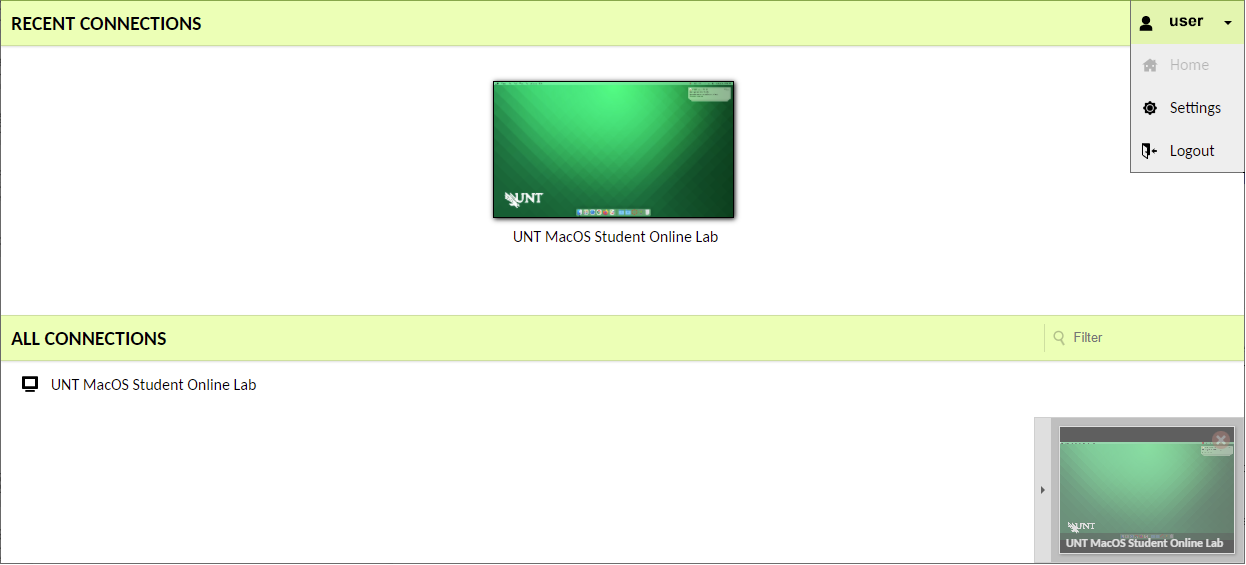 RECENT CONNECTIONS
user
Home
Settings
Logout
UNT
UNT MacOS Student Online Lab
ALL CONNECTIONS
Filter
UNT MacOS Student Online Lab
UNT
UNT MacOS Student Online Lab